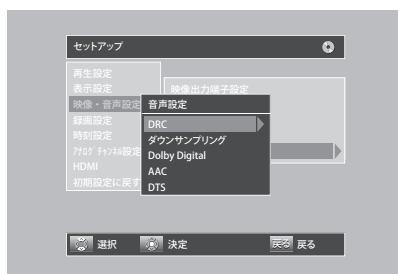 セットアップ
再生設定
表示設定
映像・音声設定
録画設定
時刻設定
ｱﾅﾛｸﾞ ﾁｬﾝﾈﾙ設定
HDMI
初期設定に戻す
映像出力端子設定
音声設定
DRC
ダウンサンプリング
Dolby Digital
AAC
DTS
選択 決定 戻る 戻る